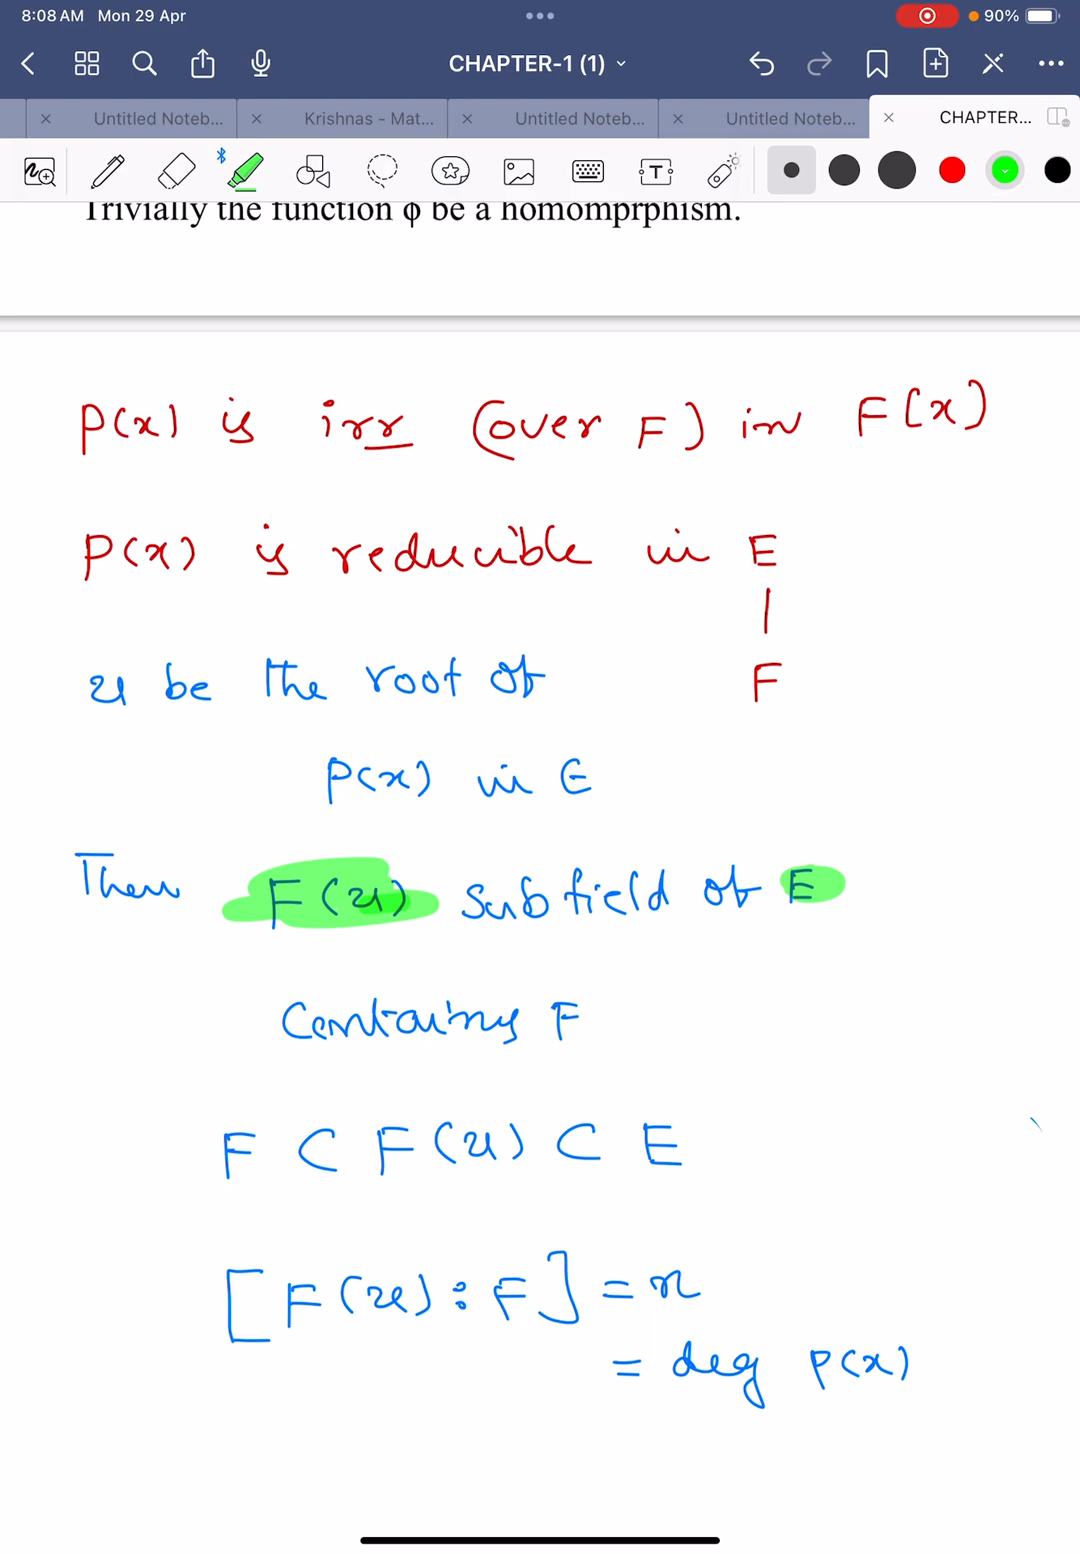 8:08 AM Mon 29 Apr
90%
CHAPTER-1 (1)
Untitled Noteb...
Krishnas - Mat...
Untitled Noteb...
Untitled Noteb...
CHAPTER...
T
Trivially the function ϕ be a homomprphism.
P(x) is irr (over F) in F(x)
P(x) is reducible in E
|
F
u be the root of
P(x) in E
Then F(u) subfield of E
Containing F
F ⊂ F(u) ⊂ E
[F(u) : F] = n
= deg P(x)